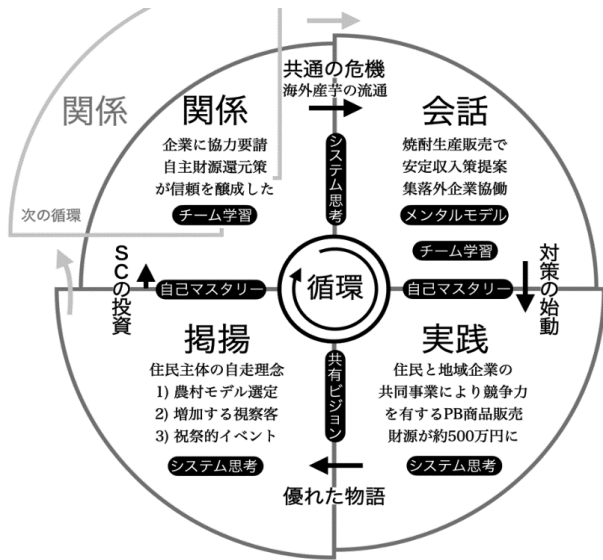 共通の危機
海外産芋の流通
関係
関係
企業に協力要請
自主財源還元策
が信頼を醸成した
チーム学習
次の循環
システム思考
会話
焼酎生産販売で
安定収入策提案
集落外企業協働
メンタルモデル
チーム学習
SCの投資
自己マスタリー
循環
自己マスタリー
対策の始動
掲揚
住民主体の自走理念
1) 農村モデル選定
2) 増加する視察客
3) 祝祭的イベント
システム思考
共有ビジョン
実践
住民と地域企業の
共同事業により競争力
を有するPB商品販売
財源が約500万円に
システム思考
優れた物語